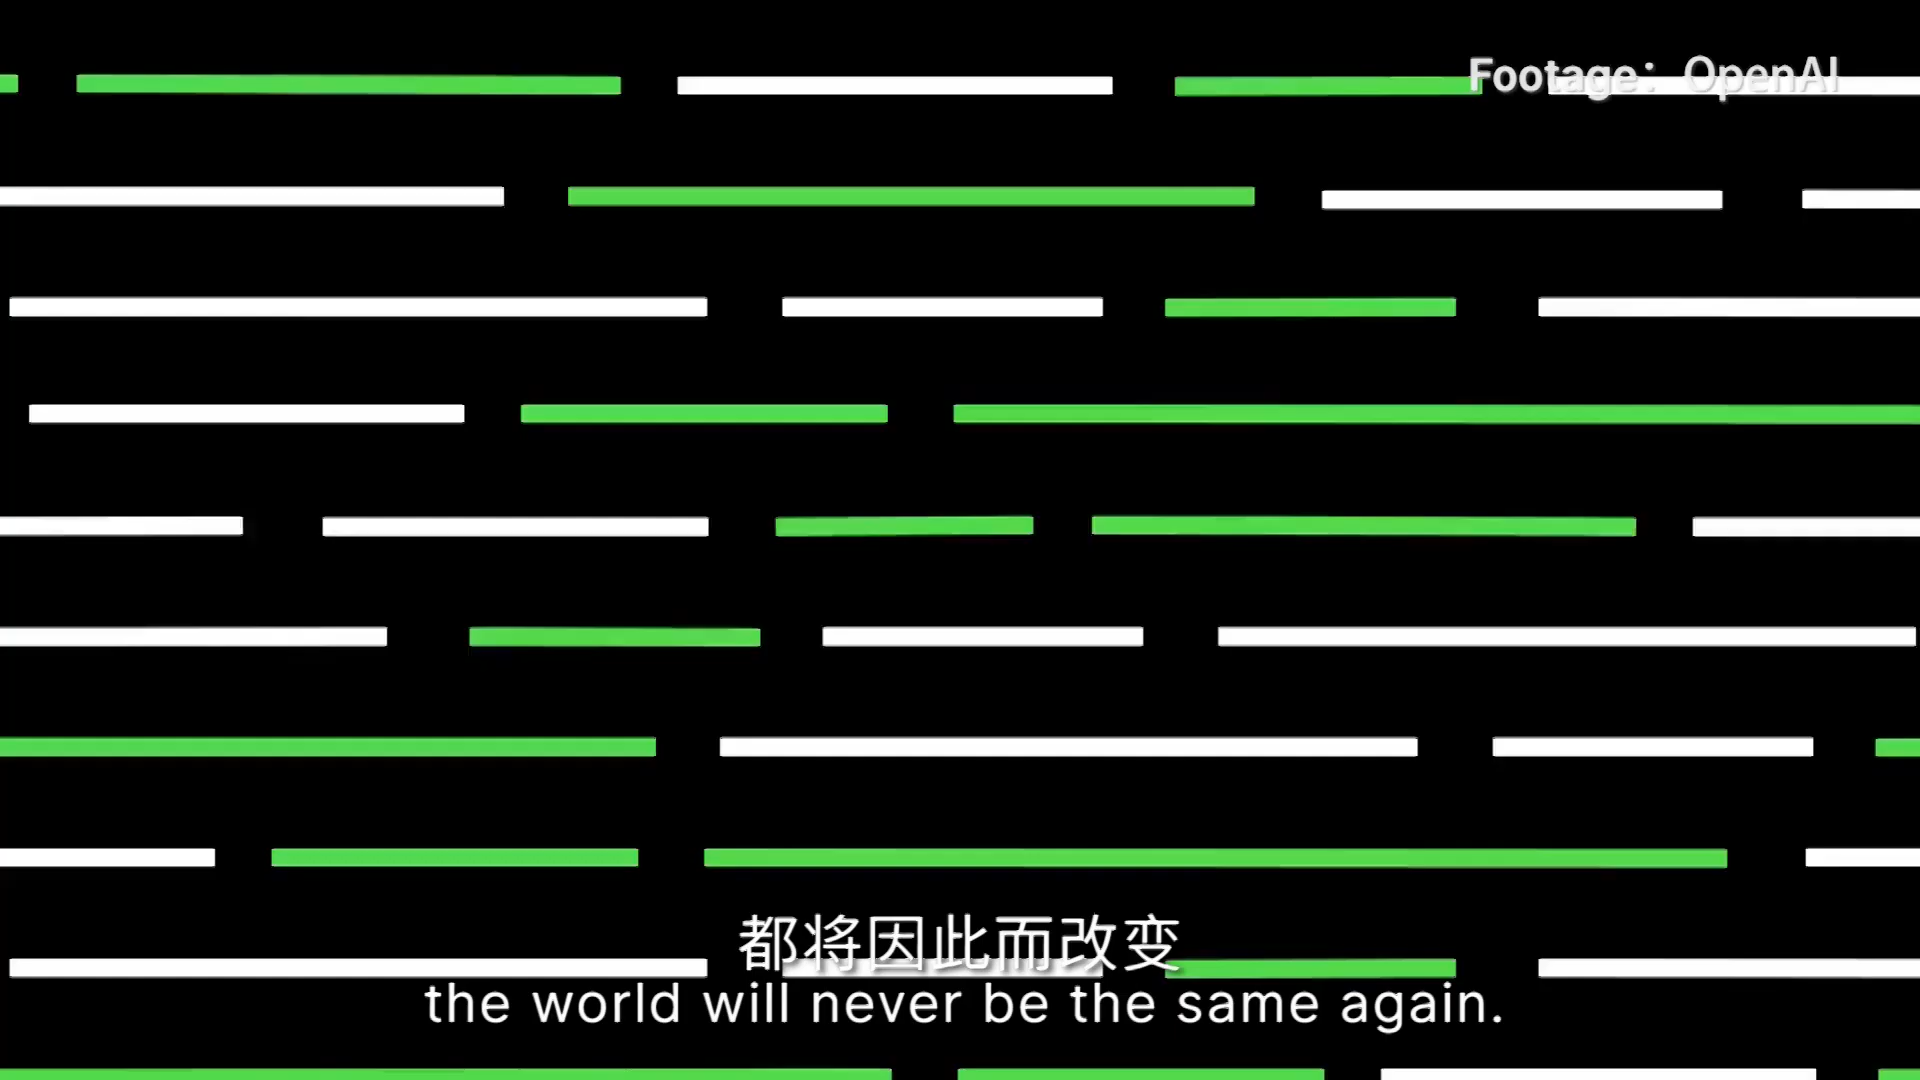 Footage：OpenAI
都将因此而改变
the world will never be the same again.